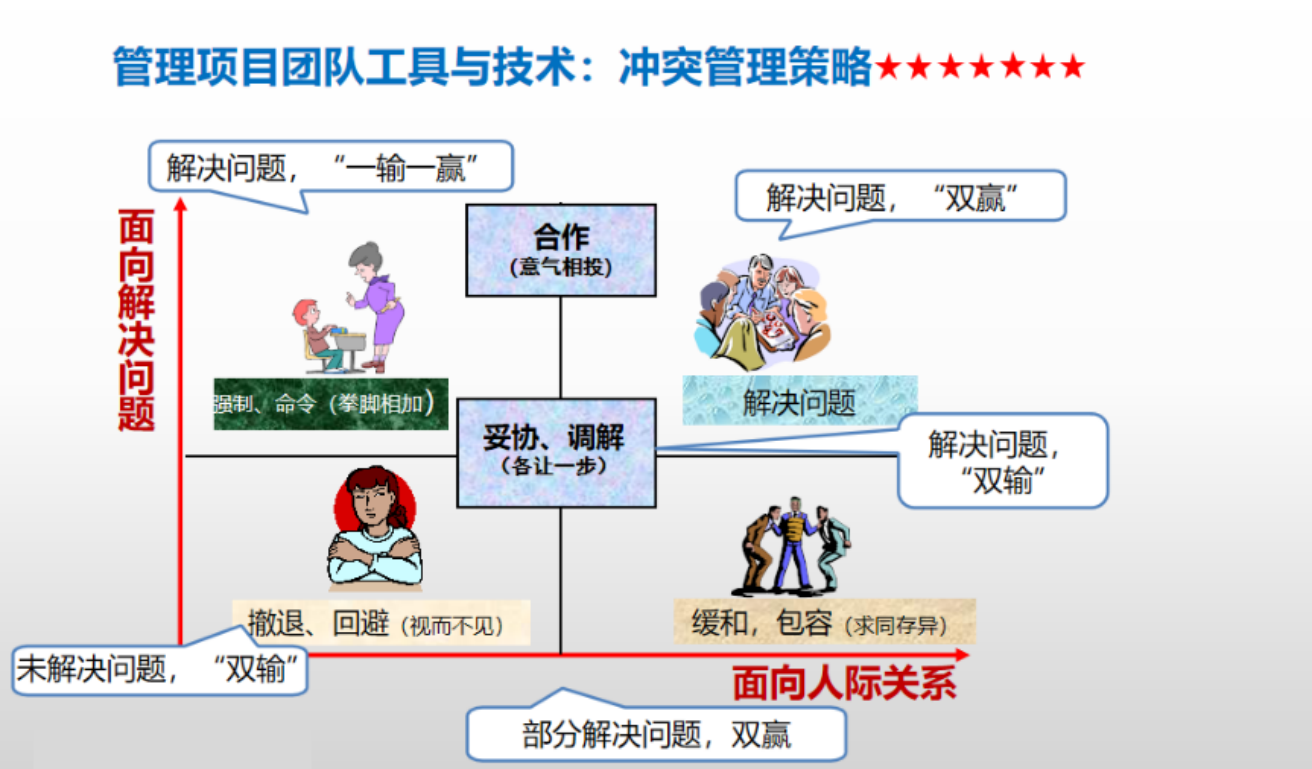 管理项目团队工具与技术：冲突管理策略★★★★★★★
解决问题，“一输一赢”
解决问题，“双赢”
面向解决问题
合作
(意气相投)
强制、命令（拳脚相加）
解决问题
妥协、调解
（各让一步）
解决问题，
“双输”
撤退、回避（视而不见）
缓和，包容（求同存异）
未解决问题，“双输”
面向人际关系
部分解决问题，双赢